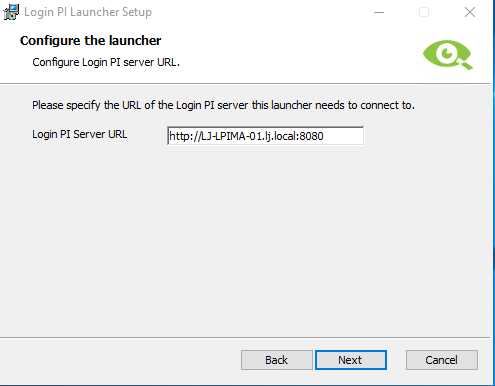 Login PI Launcher Setup
Configure the launcher
Configure Login PI server URL.
Please specify the URL of the Login PI server this launcher needs to connect to.
Login PI Server URL http://LJ-LPIMA-01.lj.local:8080
Back Next Cancel